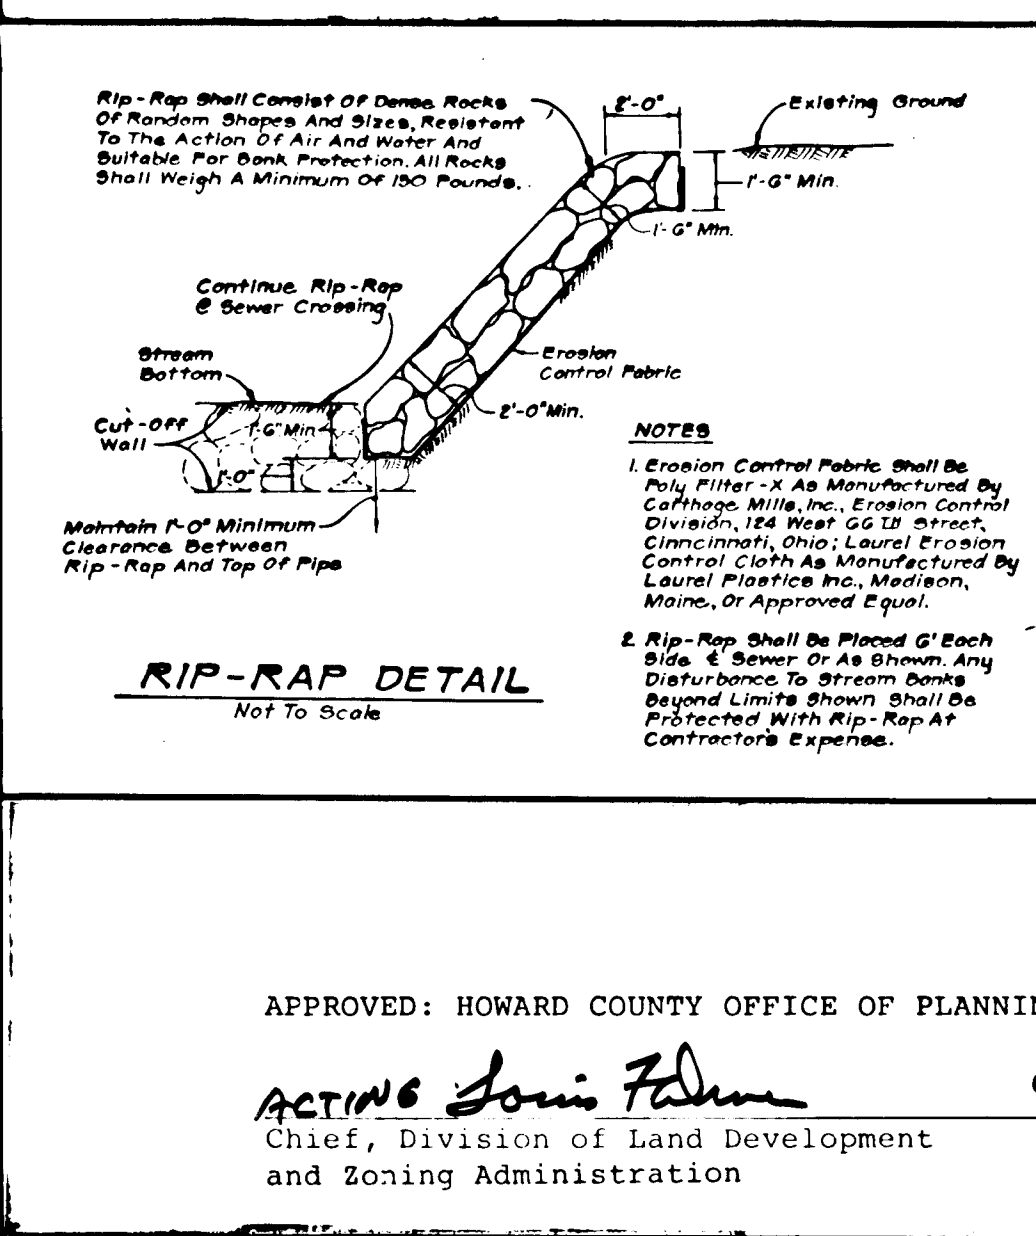 Rip-Rap Shall Consist Of Dense Rocks
Of Random Shapes And Sizes, Resistant
To The Action Of Air And Water And
Suitable For Bank Protection. All Rocks
Shall Weigh A Minimum Of 150 Pounds.
2'-0"
Existing Ground
1'-6" Min.
1'-6" Min.
Continue Rip-Rap
@ Sewer Crossing
Stream
Bottom
Erosion
Control Fabric
2'-0" Min.
Cut-Off
Wall
1'-6" Min
1'-0"
Maintain 1'-0" Minimum
Clearance Between
Rip-Rap And Top Of Pipe
RIP-RAP DETAIL
Not To Scale
NOTES
1. Erosion Control Fabric Shall Be
Poly Filter-X As Manufactured By
Carthage Mills, Inc., Erosion Control
Division, 124 West 66 th Street,
Cinncinnati, Ohio; Laurel Erosion
Control Cloth As Manufactured By
Laurel Plastics Inc., Madison,
Maine, Or Approved Equal.
2. Rip-Rap Shall Be Placed 6' Each
Side ℄ Sewer Or As Shown. Any
Disturbance To Stream Banks
Beyond Limits Shown Shall Be
Protected With Rip-Rap At
Contractor's Expense.
APPROVED: HOWARD COUNTY OFFICE OF PLANNIN
ACTING Louis
Chief, Division of Land Development
and Zoning Administration